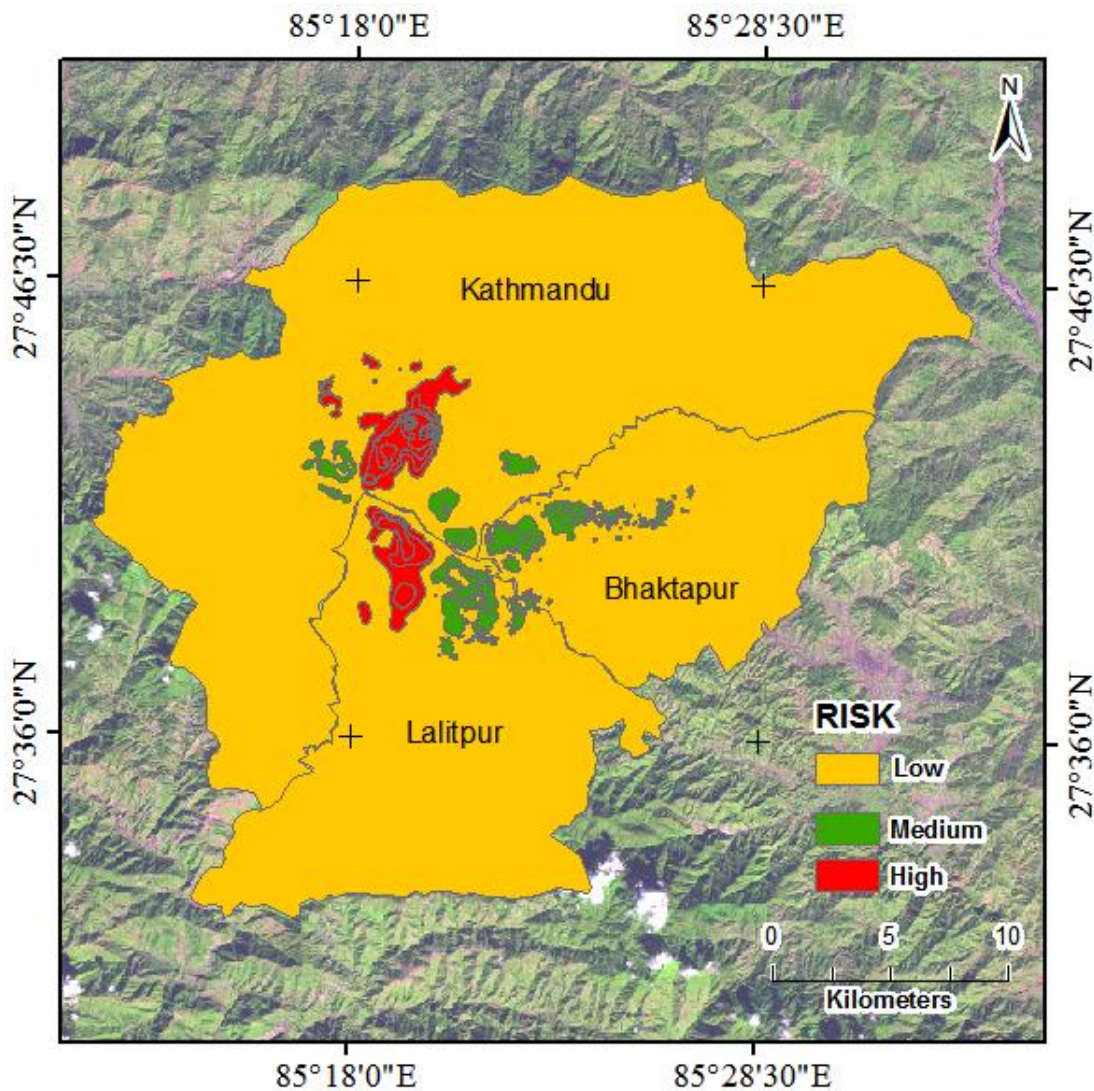 85°18'0"E 85°28'30"E
N
27°46'30"N 27°46'30"N
Kathmandu
Bhaktapur
Lalitpur
27°36'0"N 27°36'0"N
RISK
Low
Medium
High
0 5 10
Kilometers
85°18'0"E 85°28'30"E